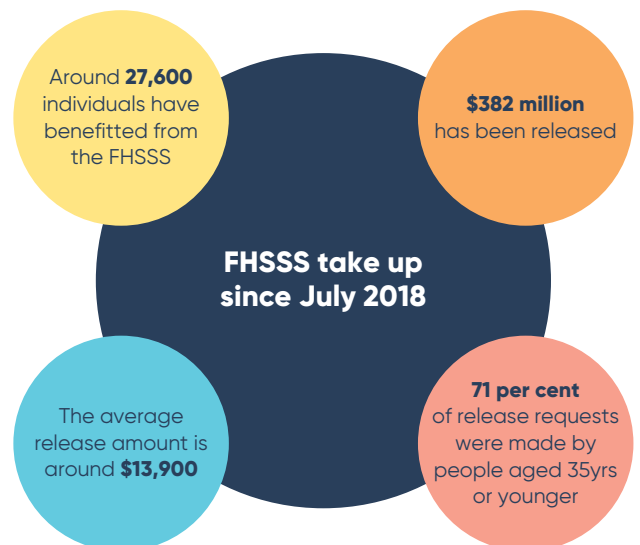 Around 27,600
individuals have
benefitted from
the FHSSS
$382 million
has been released
FHSSS take up
since July 2018
The average
release amount is
around $13,900
71 per cent
of release requests
were made by
people aged 35yrs
or younger